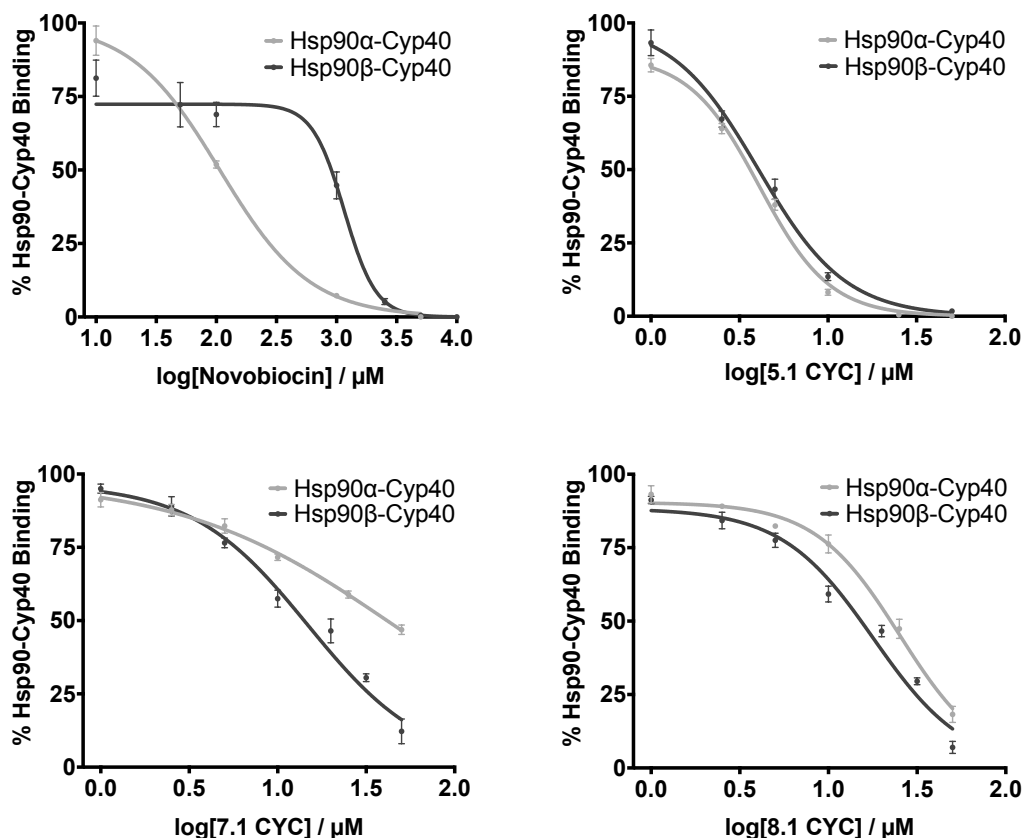 % Hsp90-Cyp40 Binding
100
75
50
25
0
1.0 1.5 2.0 2.5 3.0 3.5 4.0
log[Novobiocin] / μM
Hsp90α-Cyp40
Hsp90β-Cyp40
% Hsp90-Cyp40 Binding
100
75
50
25
0
0.0 0.5 1.0 1.5 2.0
log[5.1 CYC] / μM
Hsp90α-Cyp40
Hsp90β-Cyp40
% Hsp90-Cyp40 Binding
100
75
50
25
0
0.0 0.5 1.0 1.5 2.0
log[7.1 CYC] / μM
Hsp90α-Cyp40
Hsp90β-Cyp40
% Hsp90-Cyp40 Binding
100
75
50
25
0
0.0 0.5 1.0 1.5 2.0
log[8.1 CYC] / μM
Hsp90α-Cyp40
Hsp90β-Cyp40